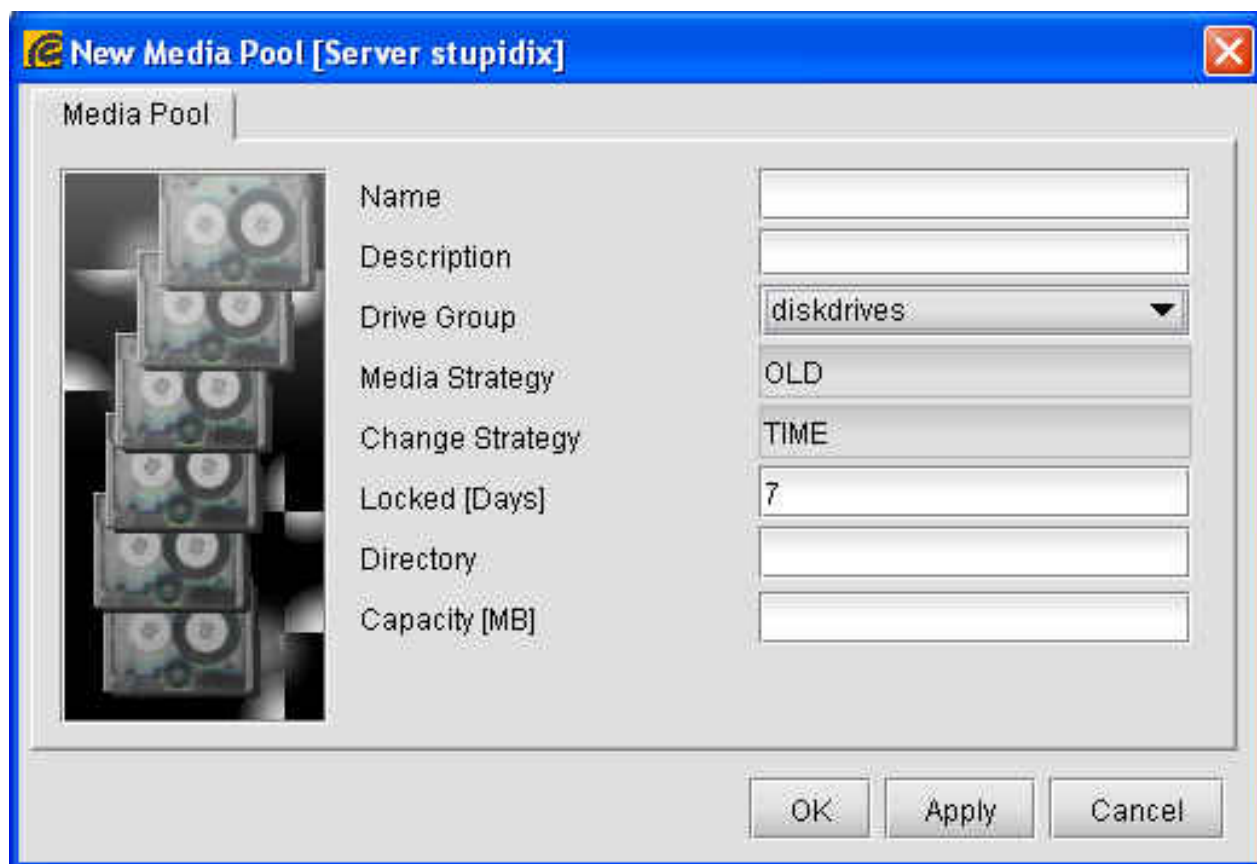 New Media Pool [Server stupidix]
Media Pool
Name
Description
Drive Group diskdrives
Media Strategy OLD
Change Strategy TIME
Locked [Days] 7
Directory
Capacity [MB]
OK Apply Cancel